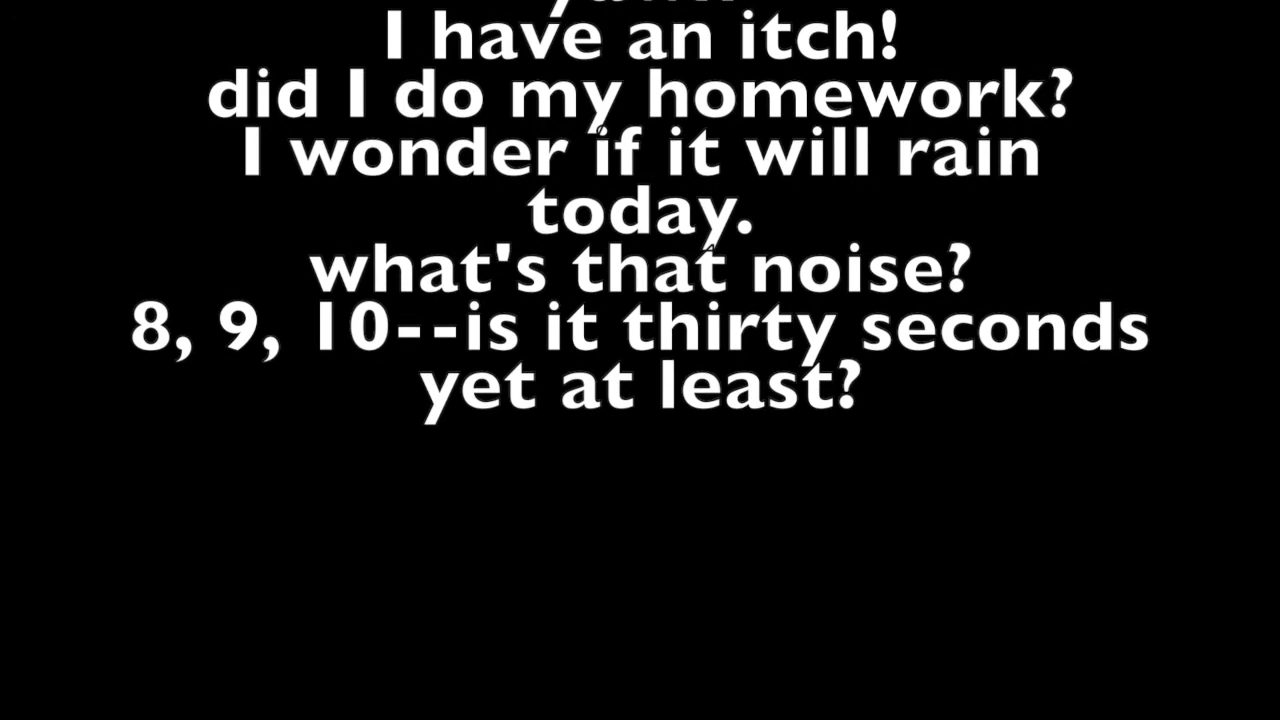 I have an itch!
did I do my homework?
I wonder if it will rain
today.
what's that noise?
8, 9, 10--is it thirty seconds
yet at least?